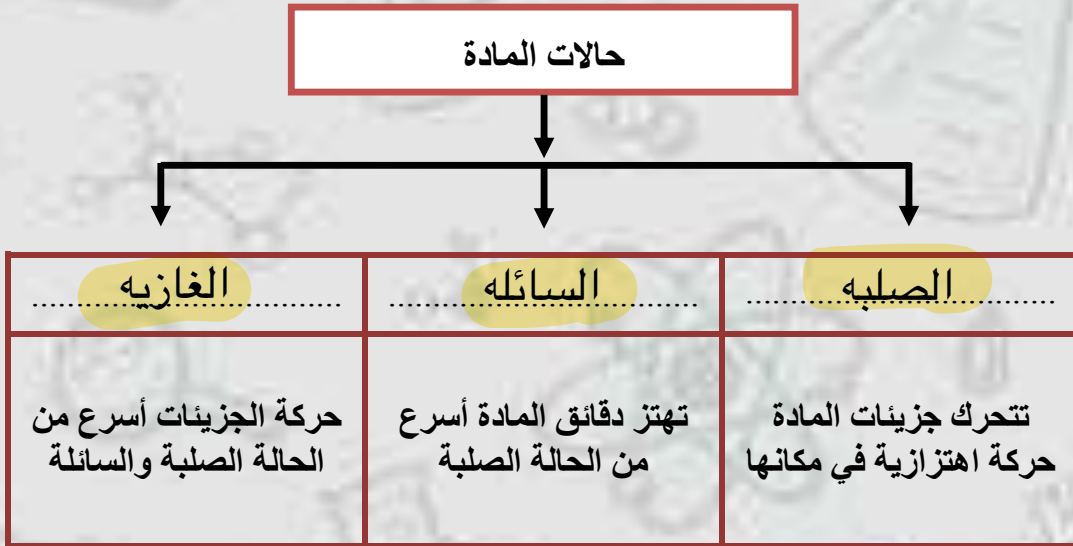 حالات المادة
الصلبه
السائله
الغازيه
تتحرك جزيئات المادة
حركة اهتزازية في مكانها
تهتز دقائق المادة أسرع
من الحالة الصلبة
حركة الجزيئات أسرع من
الحالة الصلبة والسائلة